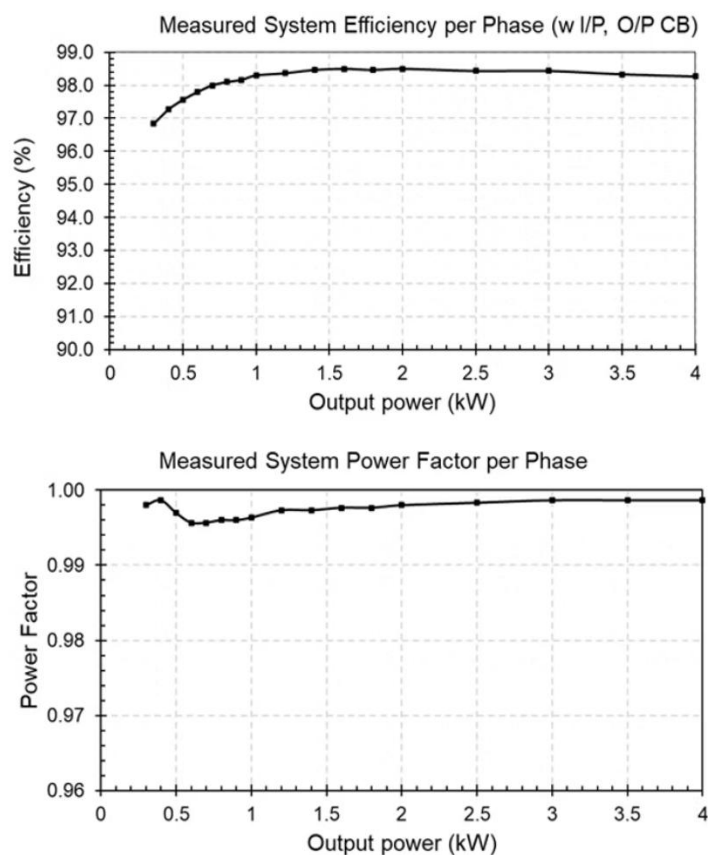 Measured System Efficiency per Phase (w I/P, O/P CB)
99.0
98.0
97.0
96.0
95.0
94.0
93.0
92.0
91.0
90.0
Efficiency (%)
0 0.5 1 1.5 2 2.5 3 3.5 4
Output power (kW)
Measured System Power Factor per Phase
1.00
0.99
0.98
0.97
0.96
Power Factor
0 0.5 1 1.5 2 2.5 3 3.5 4
Output power (kW)